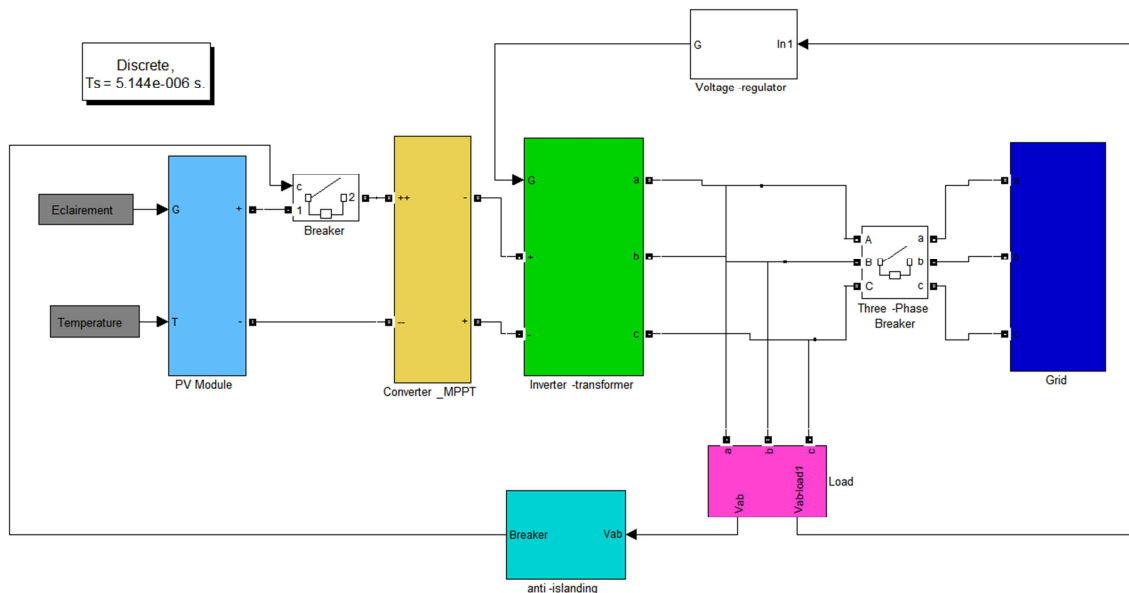 Discrete,
Ts = 5.144e-006 s.
G
In1
Voltage -regulator
Eclairement
Temperature
G
+
T
-
PV Module
c
1
2
Breaker
++
-
--
+
Converter _MPPT
G
a
+
b
-
c
Inverter -transformer
A
a
B
b
C
c
Three -Phase
Breaker
a
b
c
Grid
a
b
c
Vab
Vab-load1
Load
Breaker
Vab
anti -islanding